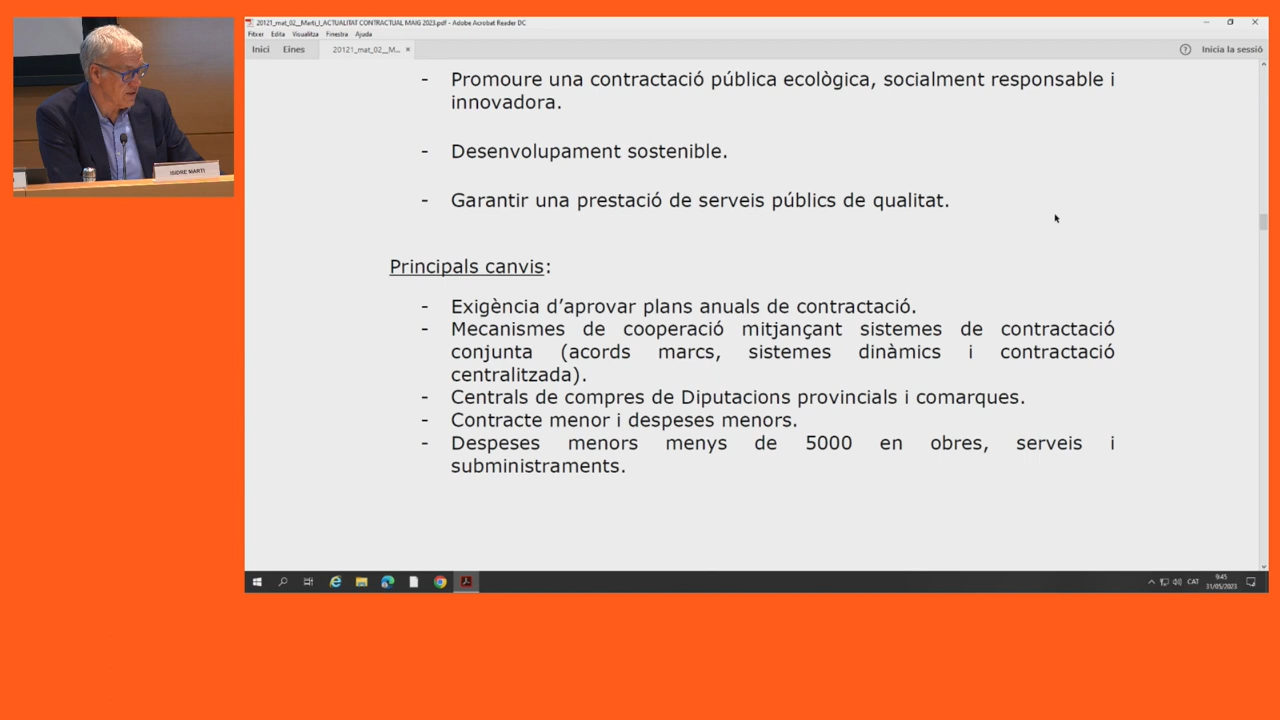 20121_mat_02__Marti_I_ACTUALITAT CONTRACTUAL MAIG 2023.pdf - Adobe Acrobat Reader DC
Fitxer Edita Visualitza Finestra Ajuda
Inici Eines 20121_mat_02__M... × Inicia la sessió
- Promoure una contractació pública ecològica, socialment responsable i
innovadora.
- Desenvolupament sostenible.
- Garantir una prestació de serveis públics de qualitat.
Principals canvis:
- Exigència d’aprovar plans anuals de contractació.
- Mecanismes de cooperació mitjançant sistemes de contractació
conjunta (acords marcs, sistemes dinàmics i contractació
centralitzada).
- Centrals de compres de Diputacions provincials i comarques.
- Contracte menor i despeses menors.
- Despeses menors menys de 5000 en obres, serveis i
subministraments.
ISIDRE MARTI
CAT
9:45
31/05/2023